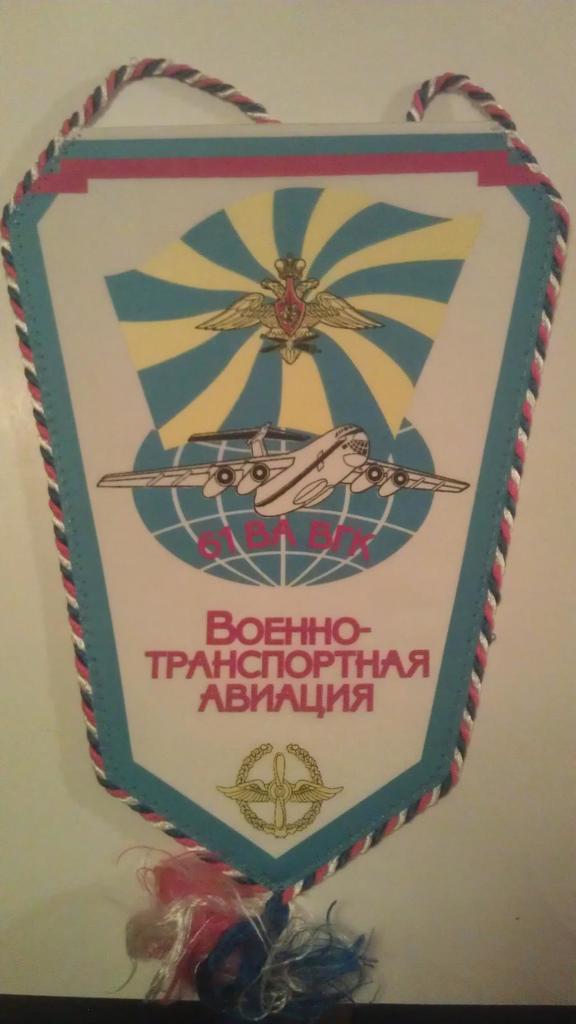 61 ВА ВГК
Военно-
транспортная
авиация